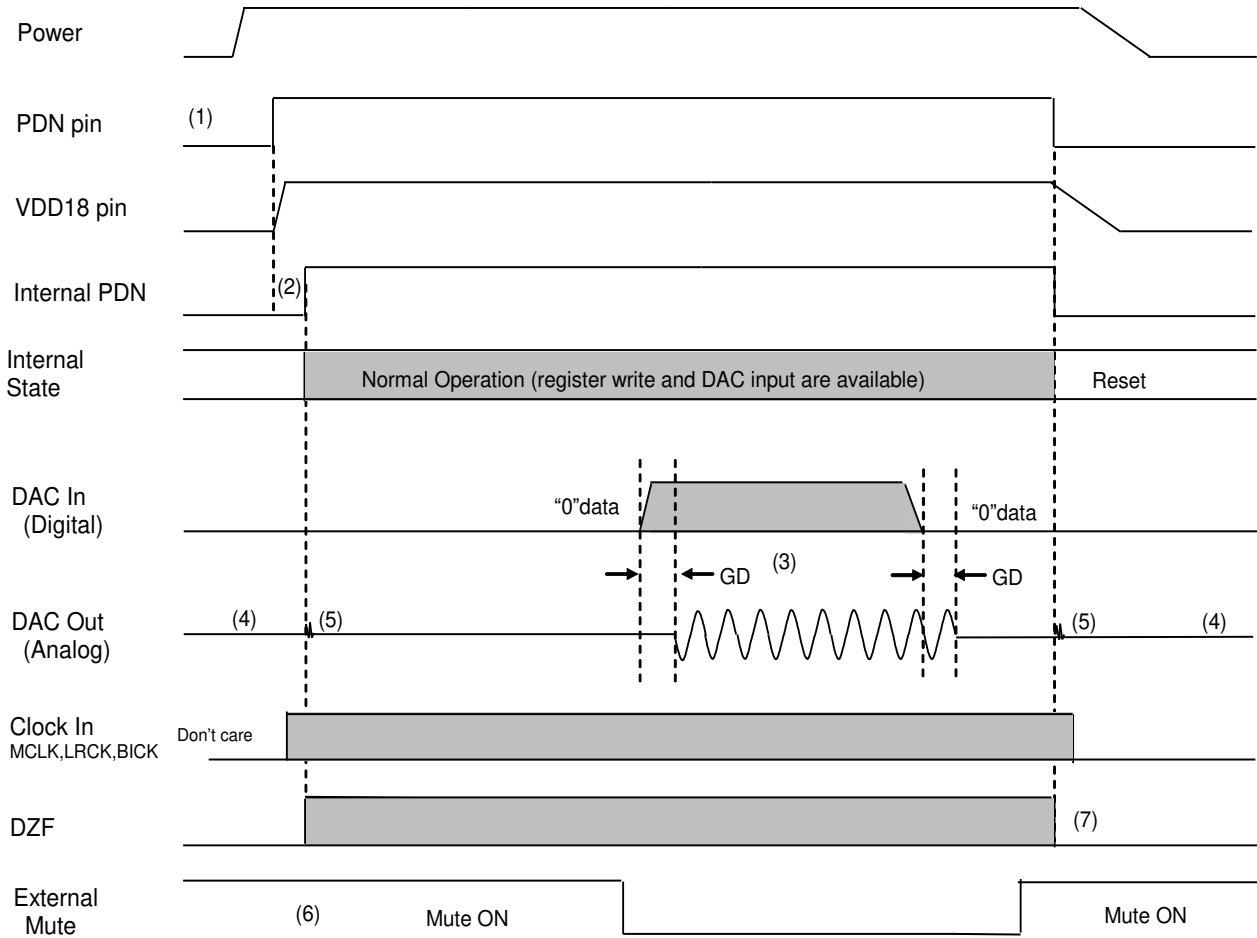 Power
PDN pin
(1)
VDD18 pin
Internal PDN
(2)
Internal
State
Normal Operation (register write and DAC input are available)
Reset
DAC In
(Digital)
“0”data
“0”data
GD
(3)
GD
DAC Out
(Analog)
(4)
(5)
(5)
(4)
Clock In
MCLK,LRCK,BICK
Don’t care
DZF
(7)
External
Mute
(6)
Mute ON
Mute ON